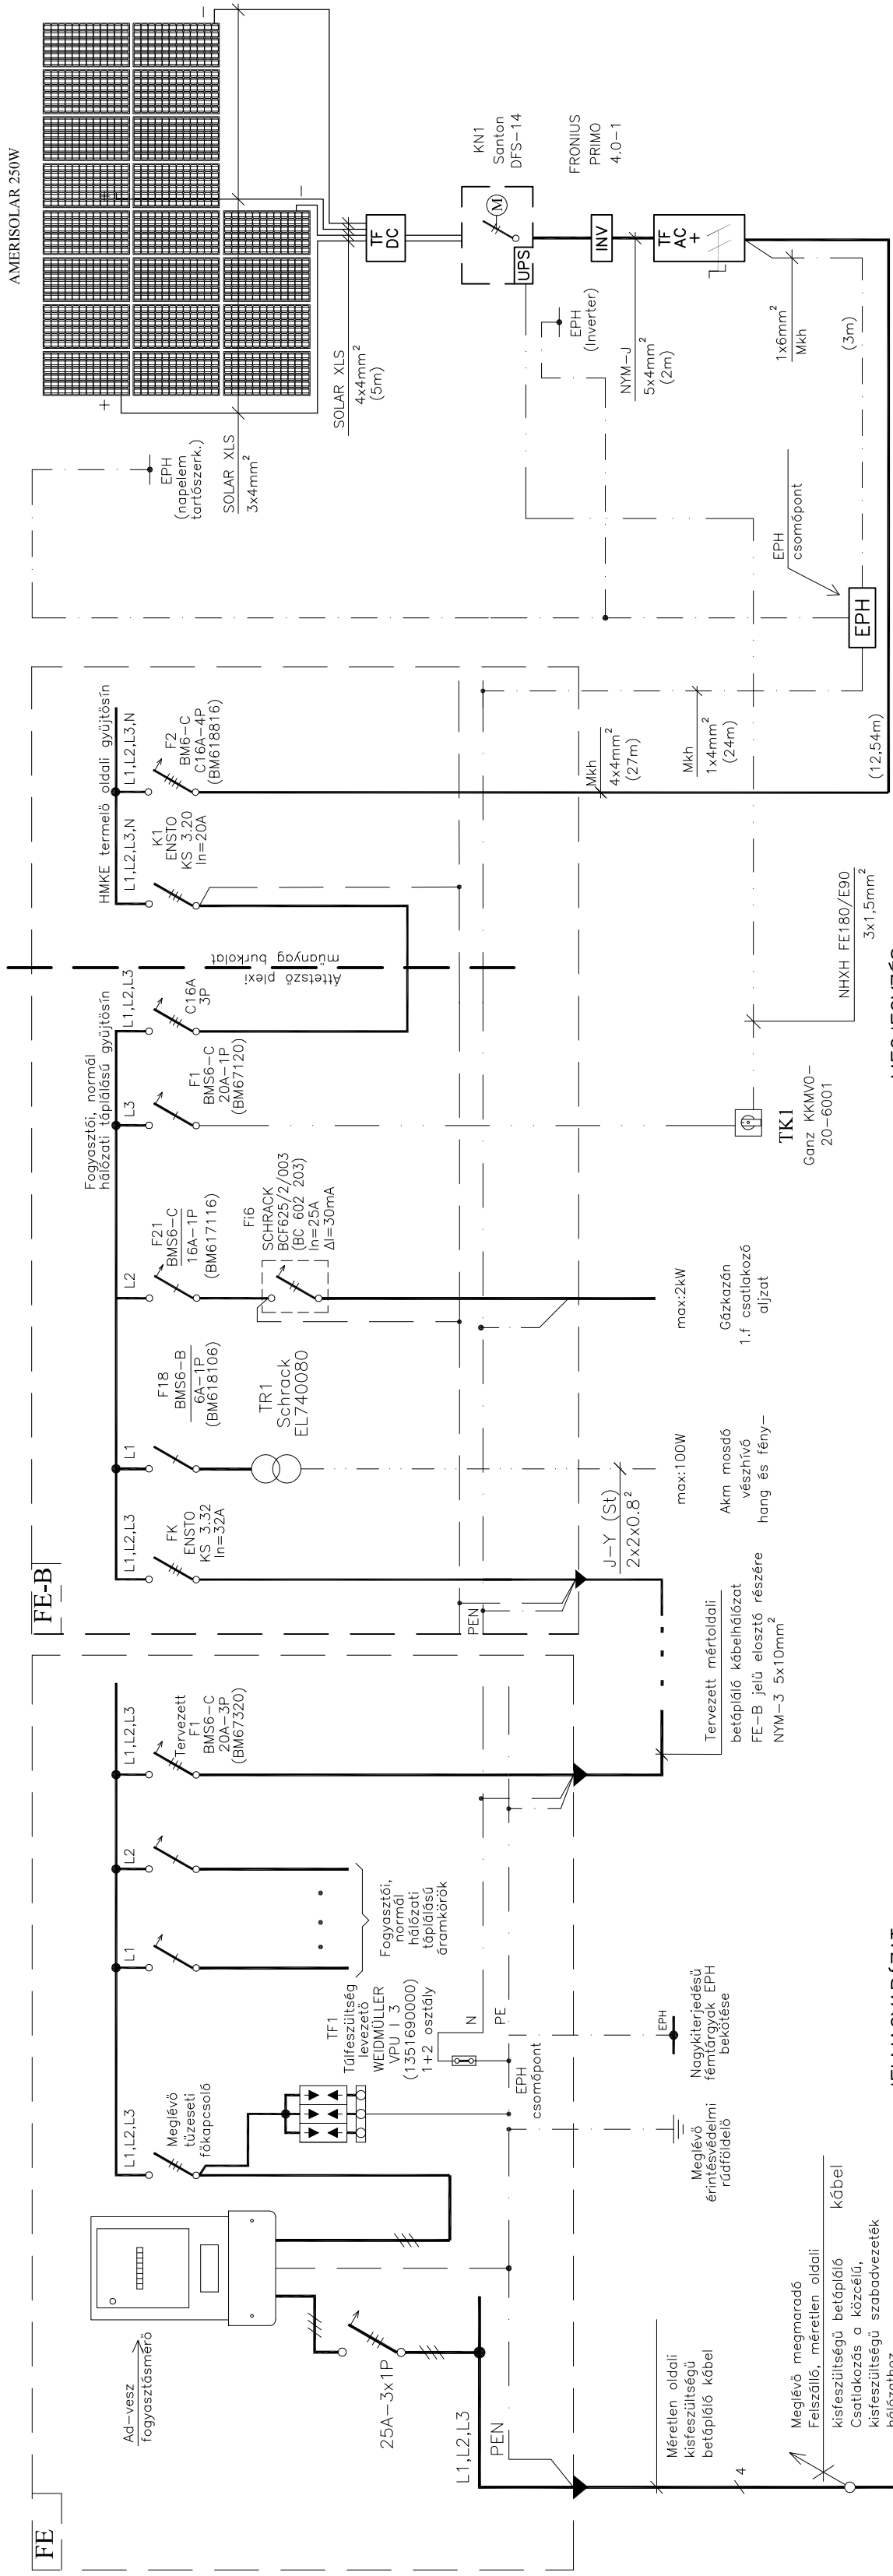 AMERISOLAR 250W
KN1
Santon
DFS-14
M
UPS
TF
DC
FRONIUS
PRIMO
4.0-1
INV
TF
AC
+
EPH
(napelem
tartószerk.)
SOLAR XLS
3x4mm²
SOLAR XLS
4x4mm²
(5m)
EPH
(Inverter)
NYM-J
5x4mm²
(2m)
1x6mm²
Mkh
(3m)
EPH
csomópont
EPH
HMKE termelő oldali gyűjtősín
L1,L2,L3,N
F2
BM6-C
C16A-4P
(BM618816)
L1,L2,L3,N
K1
ENSTO
KS 3.20
In=20A
Mkh
4x4mm²
(27m)
Mkh
1x4mm²
(24m)
(12,54m)
Áttetsző plexi
műanyag burkolat
Fogyasztói, normál
hálózati táplálású gyűjtősín
L1,L2,L3
C16A
3P
L3
F1
BMS6-C
20A-1P
(BM67120)
NHXH FE180/E90
3x1,5mm²
TK1
Ganz KKMV0-
20-6001
L2
F21
BMS6-C
16A-1P
(BM617116)
Fi6
SCHRACK
BCF625/2/003
(BC 602 203)
In=25A
ΔI=30mA
max:2kW
Gázkazán
1.f csatlakozó
aljzat
L1
F18
BMS6-B
6A-1P
(BM618106)
TR1
Schrack
EL740080
max:100W
Akm mosdó
vészhívó
hang és fény-
J-Y (St)
2x2x0.8²
L1,L2,L3
FK
ENSTO
KS 3.32
In=32A
PEN
FE-B
Tervezett mértoldali
betápláló kábelhálózat
FE-B jelű elosztó részére
NYM-3 5x10mm²
L1,L2,L3
Tervezett
F1
BMS6-C
20A-3P
(BM67320)
L2
L1
Fogyasztói,
normál
hálózati
táplálású
áramkörök
TF1
Túlfeszültség
levezető
WEIDMÜLLER
VPU I 3
(1351690000)
1+2 osztály
N
PE
EPH
csomópont
EPH
Nagykiterjedésű
fémtárgyak EPH
bekötése
Meglévő
érintésvédelmi
rúdföldelő
L1,L2,L3
Meglévő
tűzeseti
főkapcsoló
Ad-vesz
fogyasztásmérő
25A-3x1P
L1,L2,L3
PEN
FE
Méretlen oldali
kisfeszültségű
betápláló kábel
4
Meglévő megmaradó
Felszálló, méretlen oldali
kisfeszültségű betápláló kábel
Csatlakozás a közcélú,
kisfeszültségű szabadvezeték